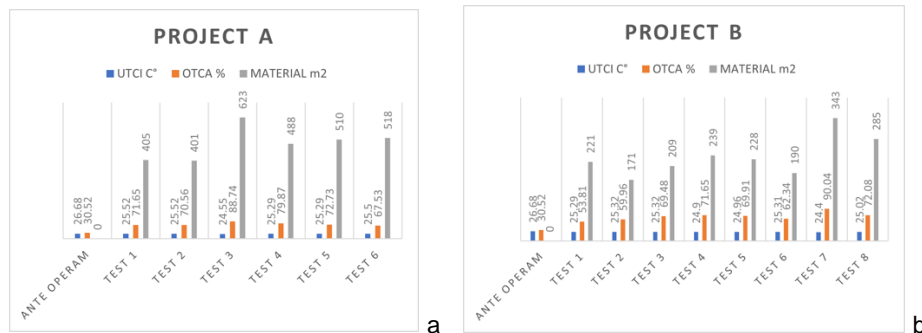 PROJECT A
UTCI C° OTCA % MATERIAL m2
26.68 30.52 0
25.52 71.65 405
25.52 70.56 401
24.55 88.74 623
25.29 79.87 488
25.29 72.73 510
25.5 67.53 518
ANTE OPERAM TEST 1 TEST 2 TEST 3 TEST 4 TEST 5 TEST 6
a
PROJECT B
UTCI C° OTCA % MATERIAL m2
26.68 30.52 0
25.29 53.81 221
25.32 59.96 171
25.32 69.48 209
24.9 71.65 239
24.96 69.91 228
25.31 62.34 190
24.4 90.04 343
25.02 72.08 285
ANTE OPERAM TEST 1 TEST 2 TEST 3 TEST 4 TEST 5 TEST 6 TEST 7 TEST 8
b